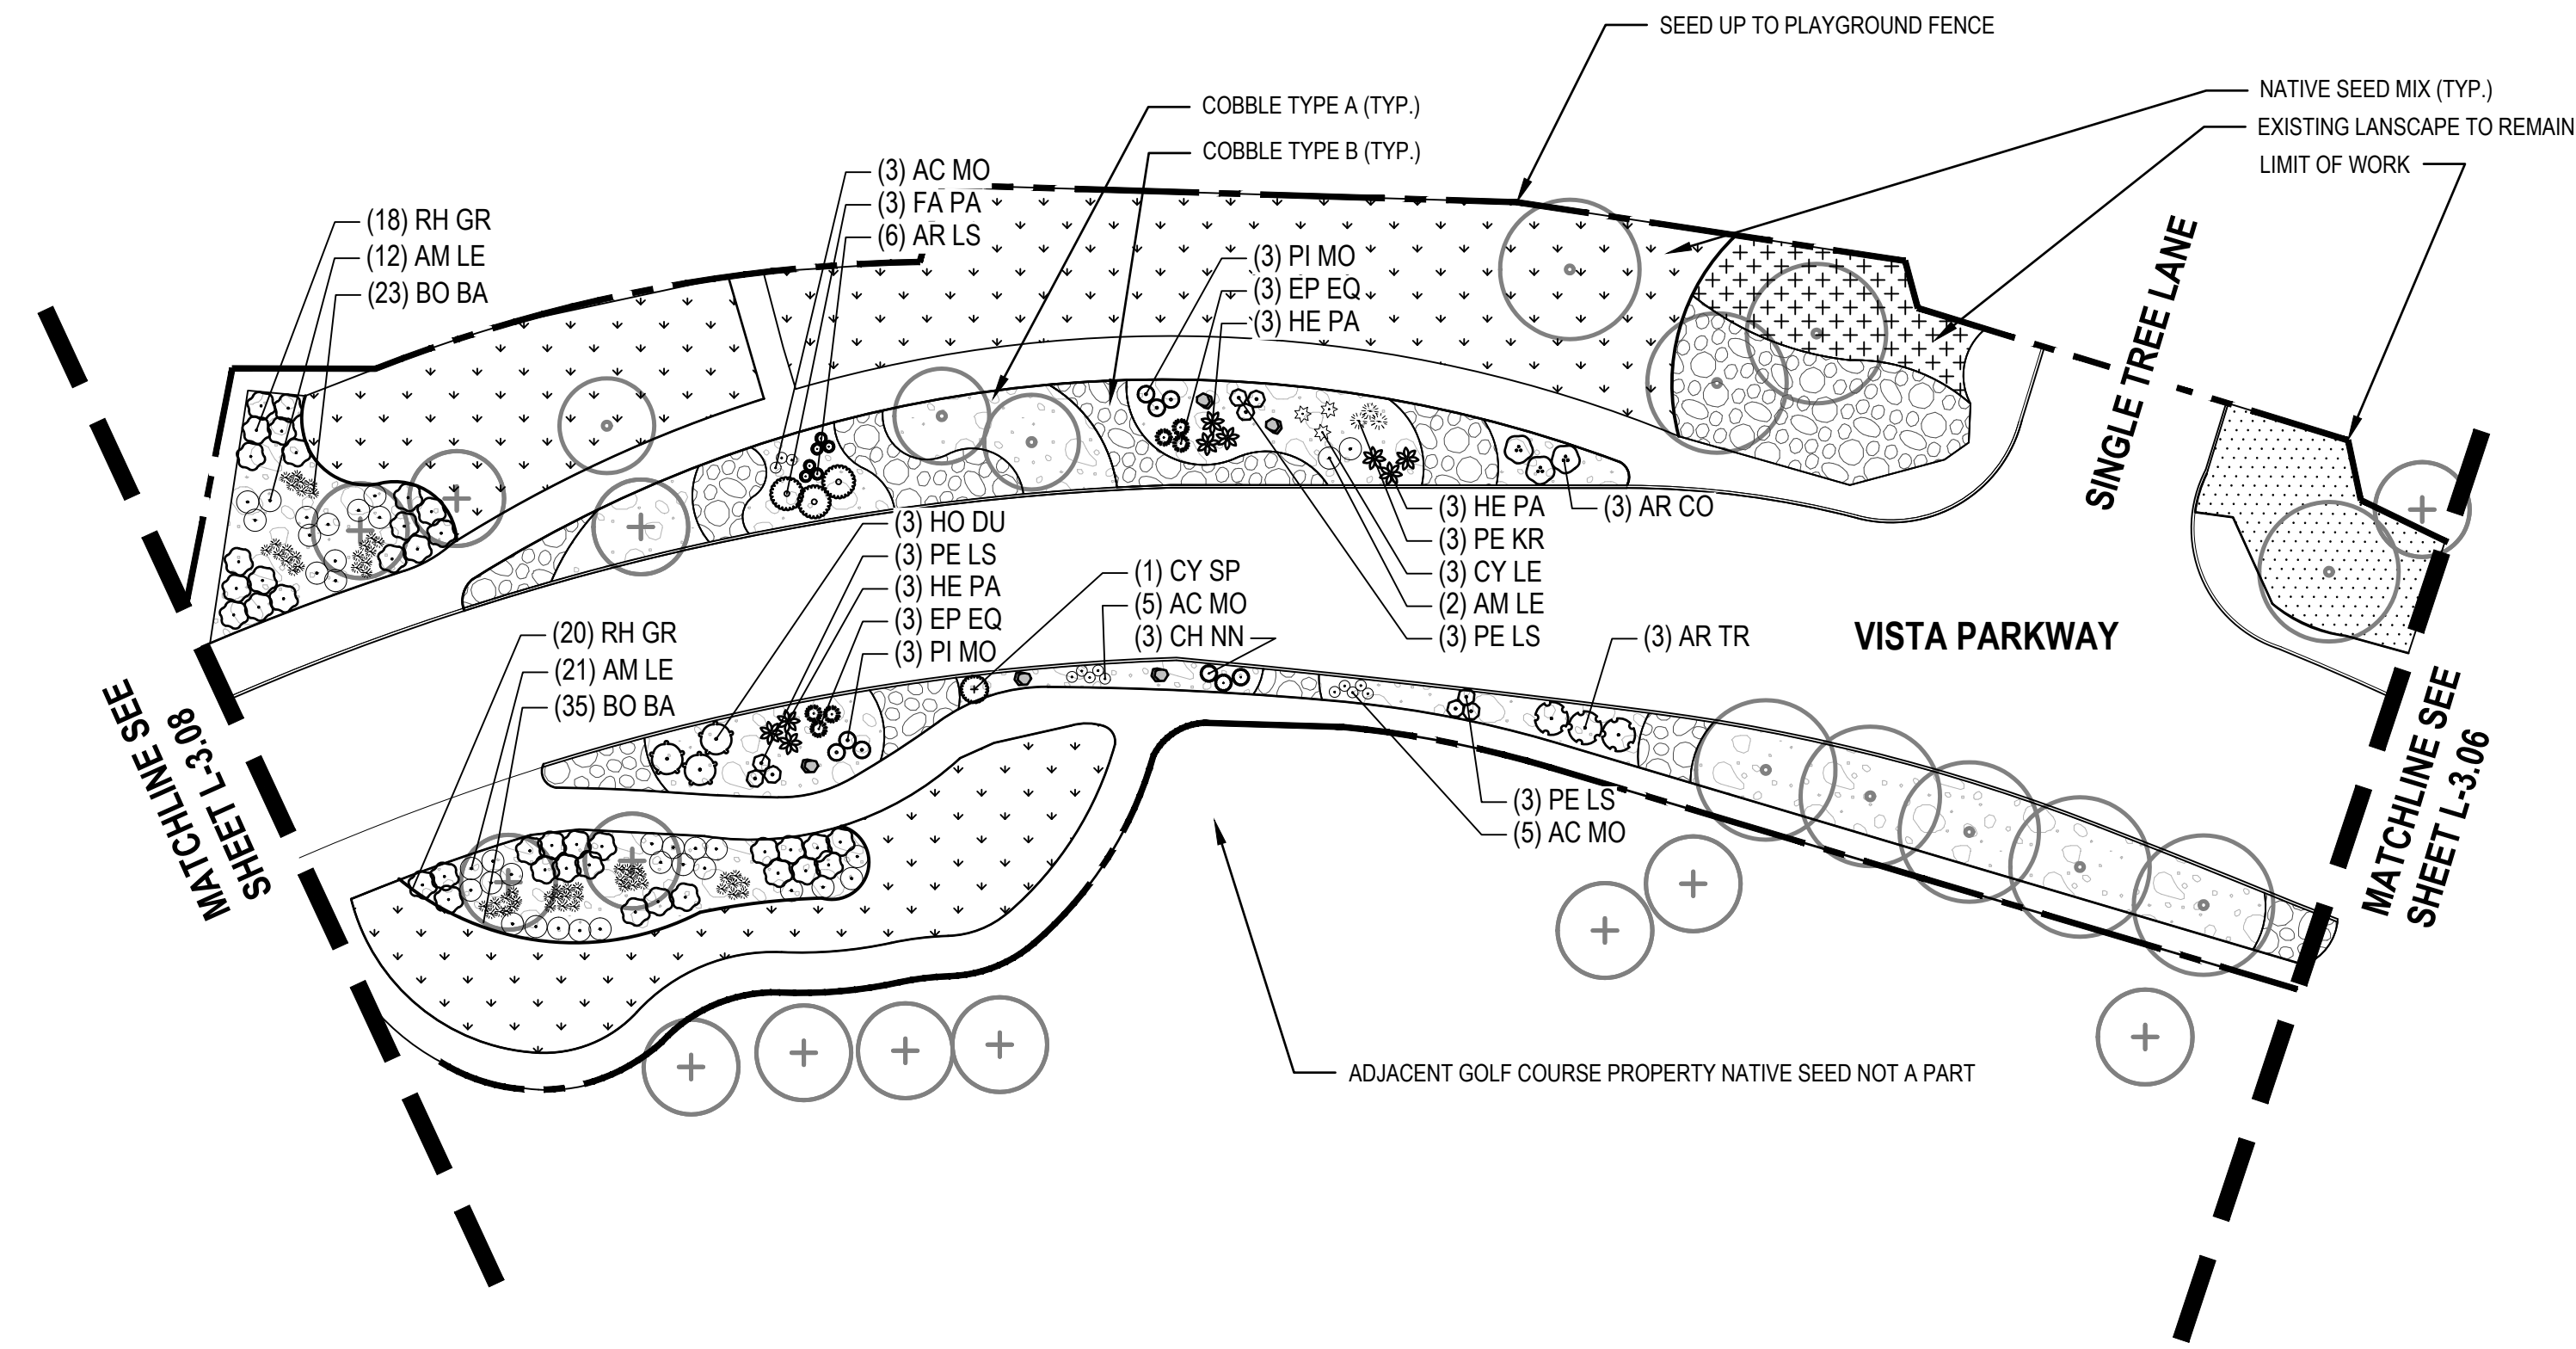 SEED UP TO PLAYGROUND FENCE
NATIVE SEED MIX (TYP.)
EXISTING LANSCAPE TO REMAIN
LIMIT OF WORK
COBBLE TYPE A (TYP.)
COBBLE TYPE B (TYP.)
(3) AC MO
(3) FA PA
(6) AR LS
(18) RH GR
(12) AM LE
(23) BO BA
(3) PI MO
(3) EP EQ
(3) HE PA
SINGLE TREE LANE
(3) HE PA
(3) PE KR
(3) CY LE
(2) AM LE
(3) PE LS
(3) AR CO
(3) HO DU
(3) PE LS
(3) HE PA
(3) EP EQ
(3) PI MO
(1) CY SP
(5) AC MO
(3) CH NN
(3) AR TR
VISTA PARKWAY
(20) RH GR
(21) AM LE
(35) BO BA
MATCHLINE SEE
SHEET L-3.08
MATCHLINE SEE
SHEET L-3.06
(3) PE LS
(5) AC MO
ADJACENT GOLF COURSE PROPERTY NATIVE SEED NOT A PART